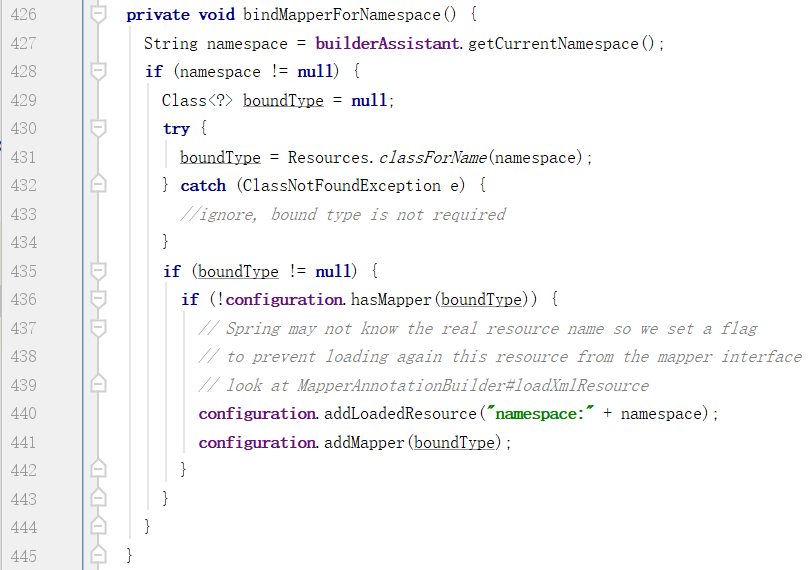 426 private void bindMapperForNamespace() {
427 String namespace = builderAssistant.getCurrentNamespace();
428 if (namespace != null) {
429 Class<?> boundType = null;
430 try {
431 boundType = Resources.classForName(namespace);
432 } catch (ClassNotFoundException e) {
433 //ignore, bound type is not required
434 }
435 if (boundType != null) {
436 if (!configuration.hasMapper(boundType)) {
437 // Spring may not know the real resource name so we set a flag
438 // to prevent loading again this resource from the mapper interface
439 // look at MapperAnnotationBuilder#loadXmlResource
440 configuration.addLoadedResource("namespace:" + namespace);
441 configuration.addMapper(boundType);
442 }
443 }
444 }
445 }